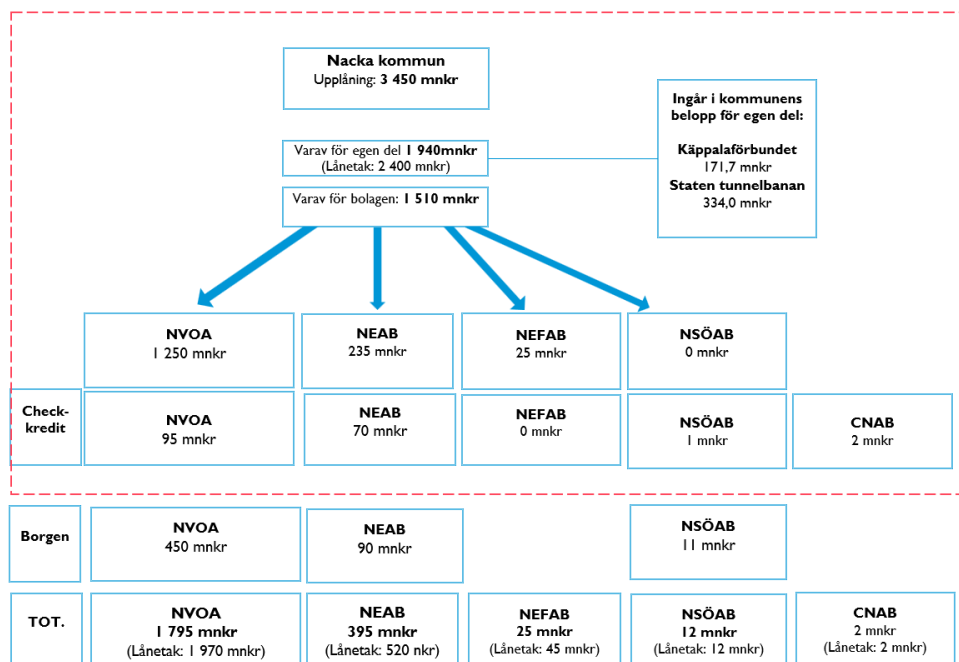 Nacka kommun
Upplåning: 3 450 mnkr
Ingår i kommunens
belopp för egen del:
Käppalaförbundet
171,7 mnkr
Staten tunnelbanan
334,0 mnkr
Varav för egen del 1 940mnkr
(Lånetak: 2 400 mnkr)
Varav för bolagen: 1 510 mnkr
NVOA
1 250 mnkr
NEAB
235 mnkr
NEFAB
25 mnkr
NSÖAB
0 mnkr
Check-
kredit
NVOA
95 mnkr
NEAB
70 mnkr
NEFAB
0 mnkr
NSÖAB
1 mnkr
CNAB
2 mnkr
Borgen
NVOA
450 mnkr
NEAB
90 mnkr
NSÖAB
11 mnkr
TOT.
NVOA
1 795 mnkr
(Lånetak: 1 970 mnkr)
NEAB
395 mnkr
(Lånetak: 520 nkr)
NEFAB
25 mnkr
(Lånetak: 45 mnkr)
NSÖAB
12 mnkr
(Lånetak: 12 mnkr)
CNAB
2 mnkr
(Lånetak: 2 mnkr)